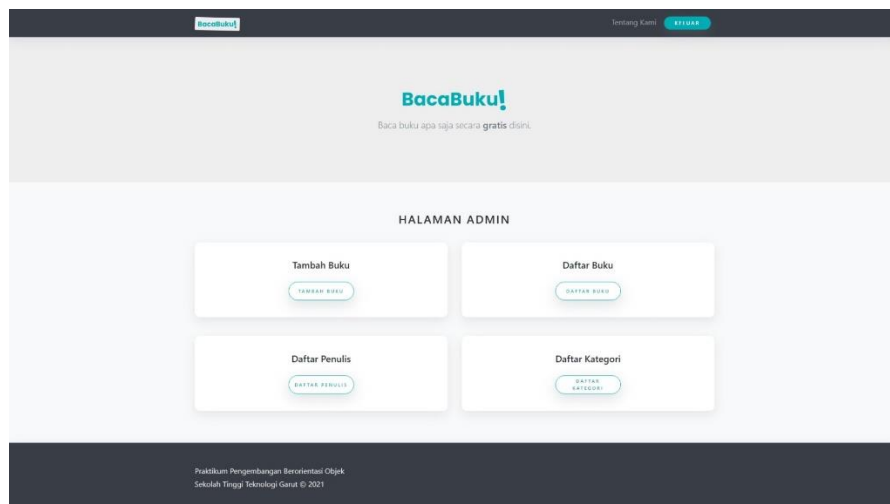 BacaBuku!
Tentang Kami
KELUAR
BacaBuku!
Baca buku apa saja secara gratis disini.
HALAMAN ADMIN
Tambah Buku
TAMBAH BUKU
Daftar Buku
DAFTAR BUKU
Daftar Penulis
DAFTAR PENULIS
Daftar Kategori
DAFTAR
KATEGORI
Praktikum Pengembangan Berorientasi Objek
Sekolah Tinggi Teknologi Garut © 2021